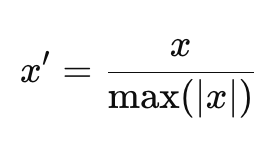 x′ = x / max(|x|)